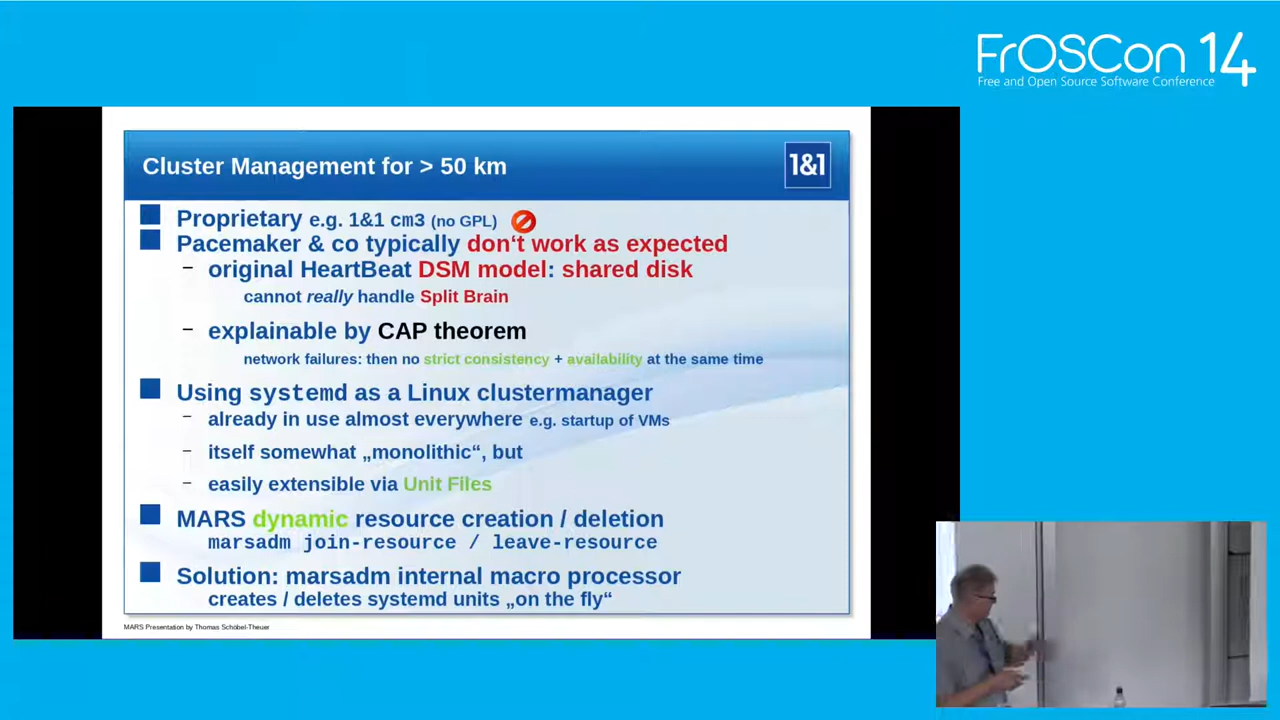 FrOSCon 14
Free and Open Source Software Conference
Cluster Management for > 50 km
1&1
Proprietary e.g. 1&1 cm3 (no GPL)
Pacemaker & co typically don't work as expected
– original HeartBeat DSM model: shared disk
cannot really handle Split Brain
– explainable by CAP theorem
network failures: then no strict consistency + availability at the same time
Using systemd as a Linux clustermanager
– already in use almost everywhere e.g. startup of VMs
– itself somewhat „monolithic“, but
– easily extensible via Unit Files
MARS dynamic resource creation / deletion
marsadm join-resource / leave-resource
Solution: marsadm internal macro processor
creates / deletes systemd units „on the fly“
MARS Presentation by Thomas Schöbel-Theuer